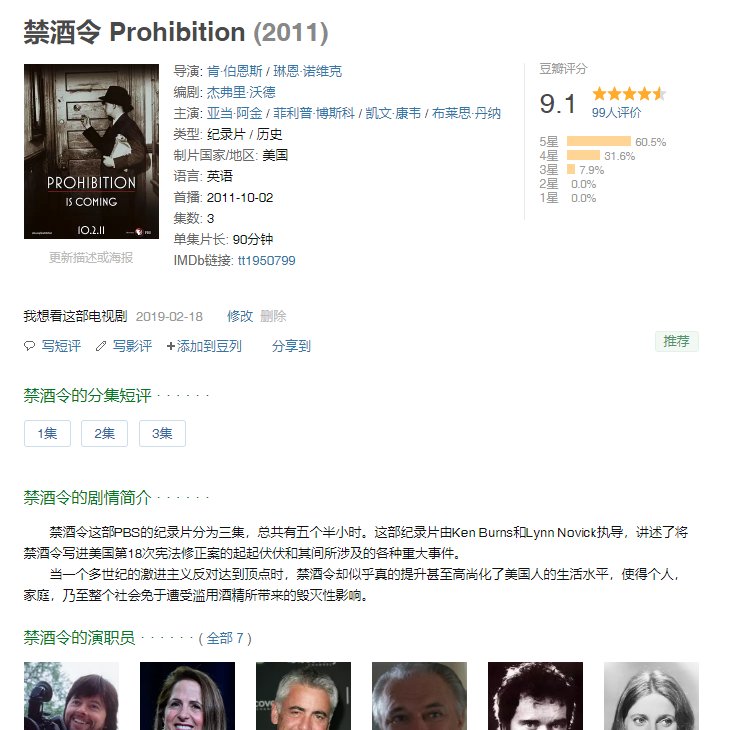 禁酒令 Prohibition (2011)
PROHIBITION
IS COMING
10.2.11
PBS
更新描述或海报
导演: 肯·伯恩斯 / 琳恩·诺维克
编剧: 杰弗里·沃德
主演: 亚当·阿金 / 菲利普·博斯科 / 凯文·康韦 / 布莱思·丹纳
类型: 纪录片 / 历史
制片国家/地区: 美国
语言: 英语
首播: 2011-10-02
集数: 3
单集片长: 90分钟
IMDb链接: tt1950799
豆瓣评分
9.1
99人评价
5星 60.5%
4星 31.6%
3星 7.9%
2星 0.0%
1星 0.0%
我想看这部电视剧 2019-02-18 修改 删除
写短评 写影评 +添加到豆列 分享到 推荐
禁酒令的分集短评 · · · · · ·
1集 2集 3集
禁酒令的剧情简介 · · · · · ·
禁酒令这部PBS的纪录片分为三集，总共有五个半小时。这部纪录片由Ken Burns和Lynn Novick执导，讲述了将
禁酒令写进美国第18次宪法修正案的起起伏伏和其间所涉及的各种重大事件。
当一个多世纪的激进主义反对达到顶点时，禁酒令却似乎真的提升甚至高尚化了美国人的生活水平，使得个人，
家庭，乃至整个社会免于遭受滥用酒精所带来的毁灭性影响。
禁酒令的演职员 · · · · · · ( 全部 7 )